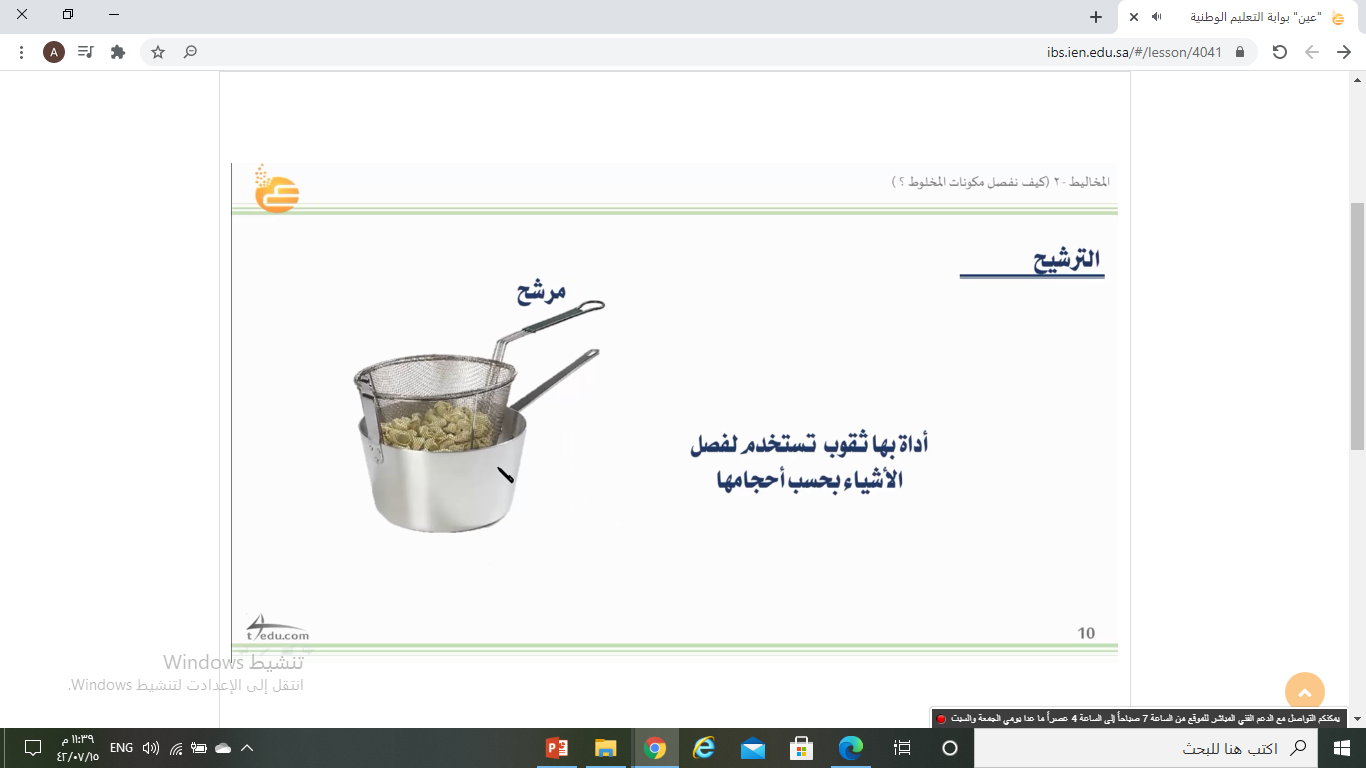 "عين" بوابة التعليم الوطنية
ibs.ien.edu.sa/#/lesson/4041
A
المخاليط -٢ (كيف نفصل مكونات المخلوط ؟ )
الترشيح
مرشح
أداة بها ثقوب تستخدم لفصل
الأشياء بحسب أحجامها
t4edu.com
10
تنشيط Windows
انتقل إلى الإعدادت لتنشيط Windows.
يمكنكم التواصل مع الدعم الفني المباشر للموقع من الساعة 7 صباحاً إلى الساعة 4 عصراً ما عدا يومي الجمعة والسبت
اكتب هنا للبحث
ENG
١١:٣٩ م
٤٢/٠٧/١٥